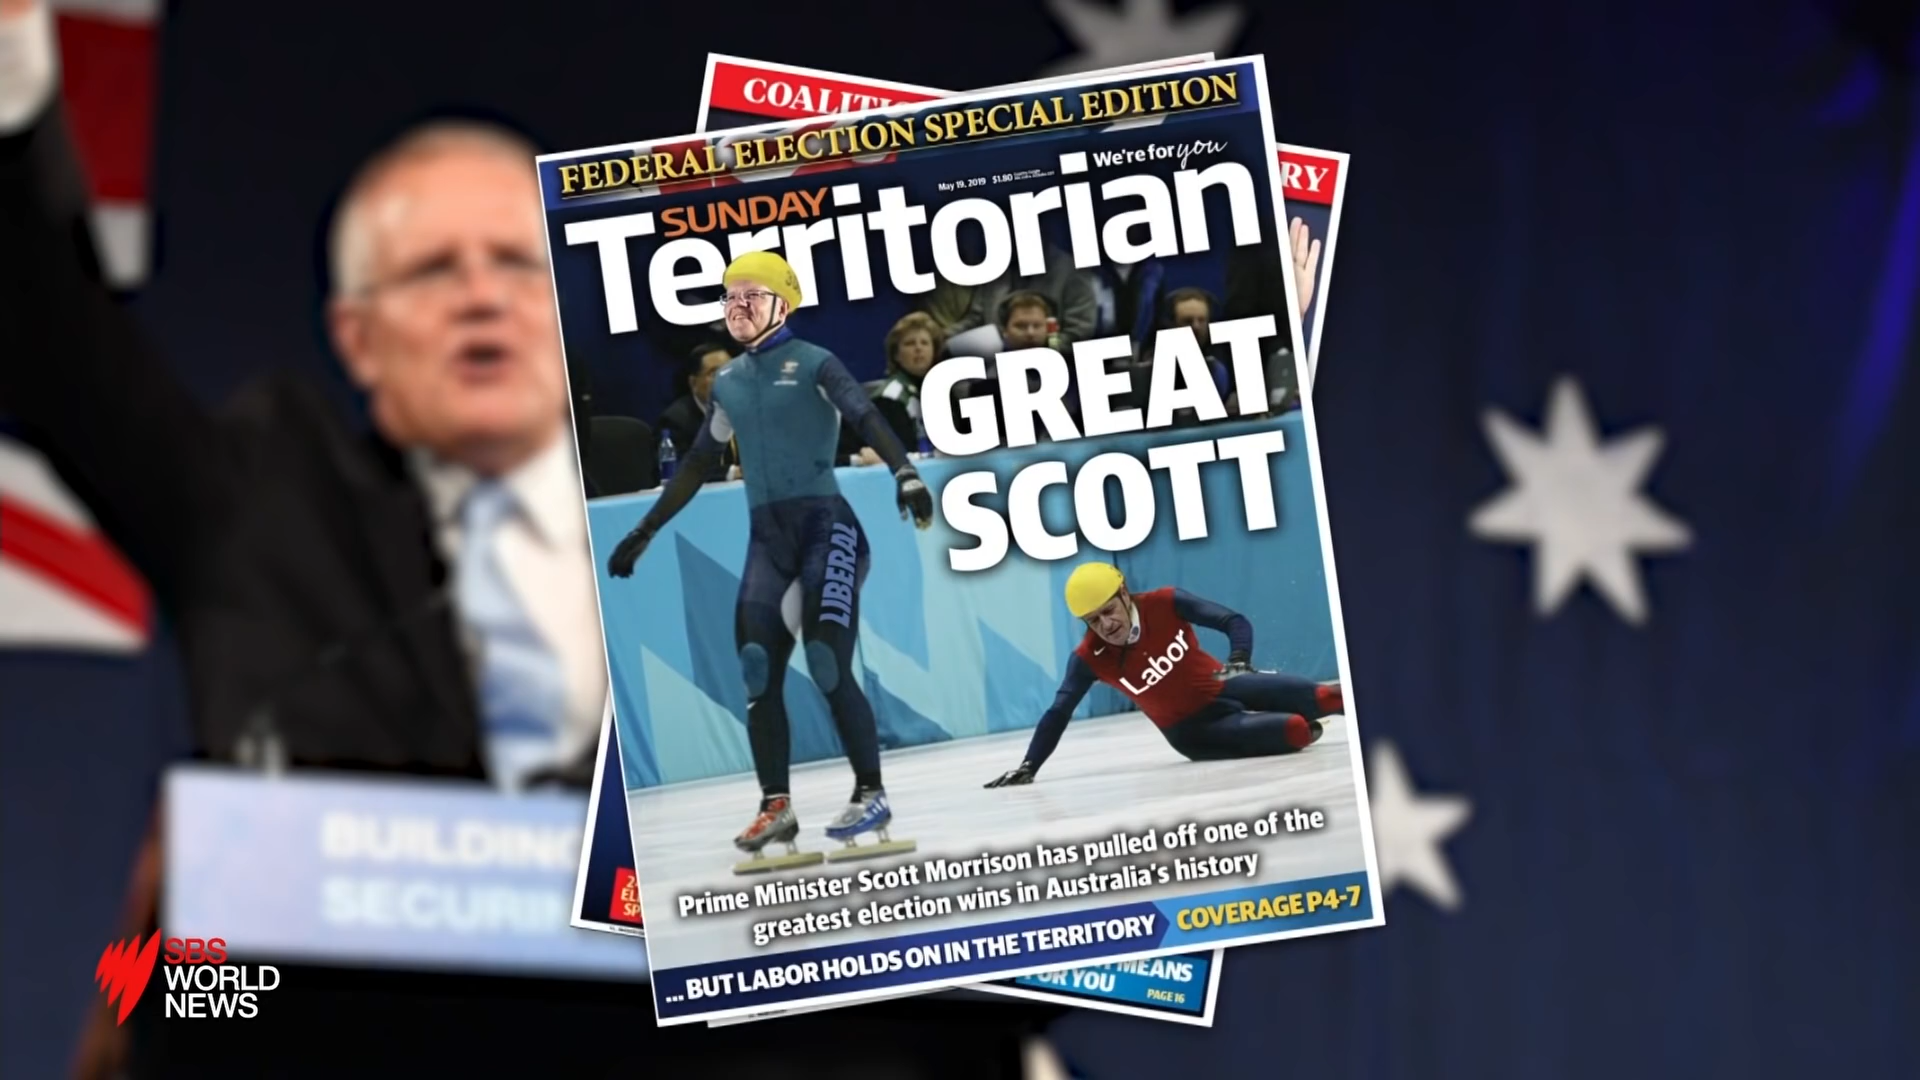 COALITI
FEDERAL ELECTION SPECIAL EDITION
RY
We're for you
May 19, 2019 $1.80
SUNDAY
Territorian
GREAT
SCOTT
LIBERAL
Labor
Prime Minister Scott Morrison has pulled off one of the
greatest election wins in Australia's history
...BUT LABOR HOLDS ON IN THE TERRITORY
COVERAGE P4-7
MEANS
FOR YOU
PAGE 16
BUILDING
SECURIN
SBS
WORLD
NEWS